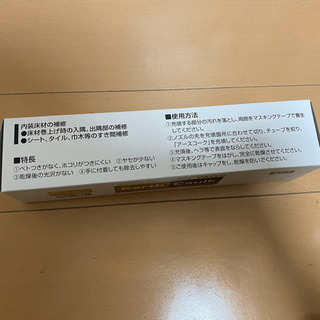 内装床材の補修
●床材巻上げ時の入隅、出隅部の補修
●シート、タイル、巾木等のすき間補修
■特長
①ベトつきがなく、ホコリがつきにくい ②ヤセが少ない
③乾燥後の光沢がない ④手に付着しても除去しやすい
■使用方法
①充填する部分の汚れを落とし、両縁をマスキングテープで養生
してください。
②ノズルの先を充填箇所に合わせて切り、チューブを絞り、
「アースコーク」を充填してください。
③充填後、ヘラ等で表面をならしてください。
④マスキングテープをはがし、完全に乾燥させてください。
⑤ご使用後はキャップをし、乾燥を防いでください。
Earth Caulk